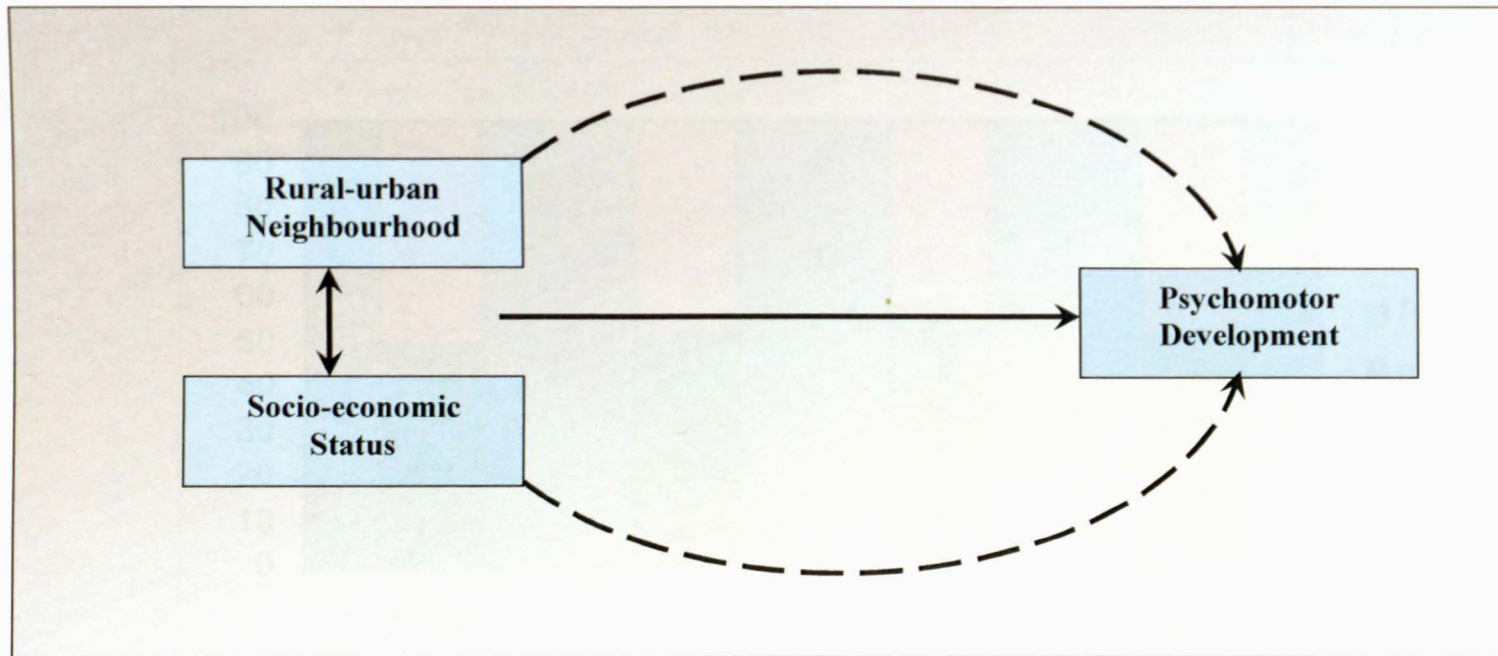 Rural-urban
Neighbourhood
Psychomotor
Development
Socio-economic
Status